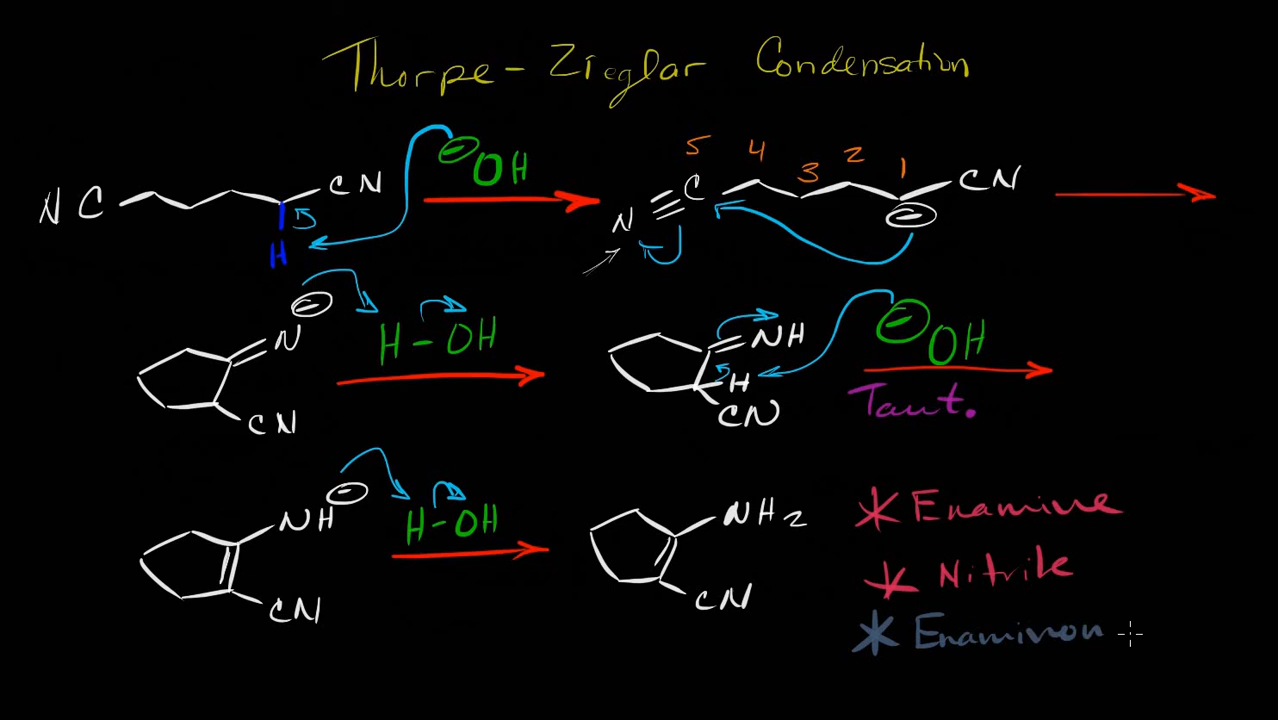 Thorpe-Zieglar Condensation
NC CN H ⊖OH 5 4 3 2 1 N≡C CN ⊖
⊖ N CN H-OH NH H CN ⊖OH Taut.
NH ⊖ CN H-OH NH2 CN
* Enamine
* Nitrile
* Enaminon